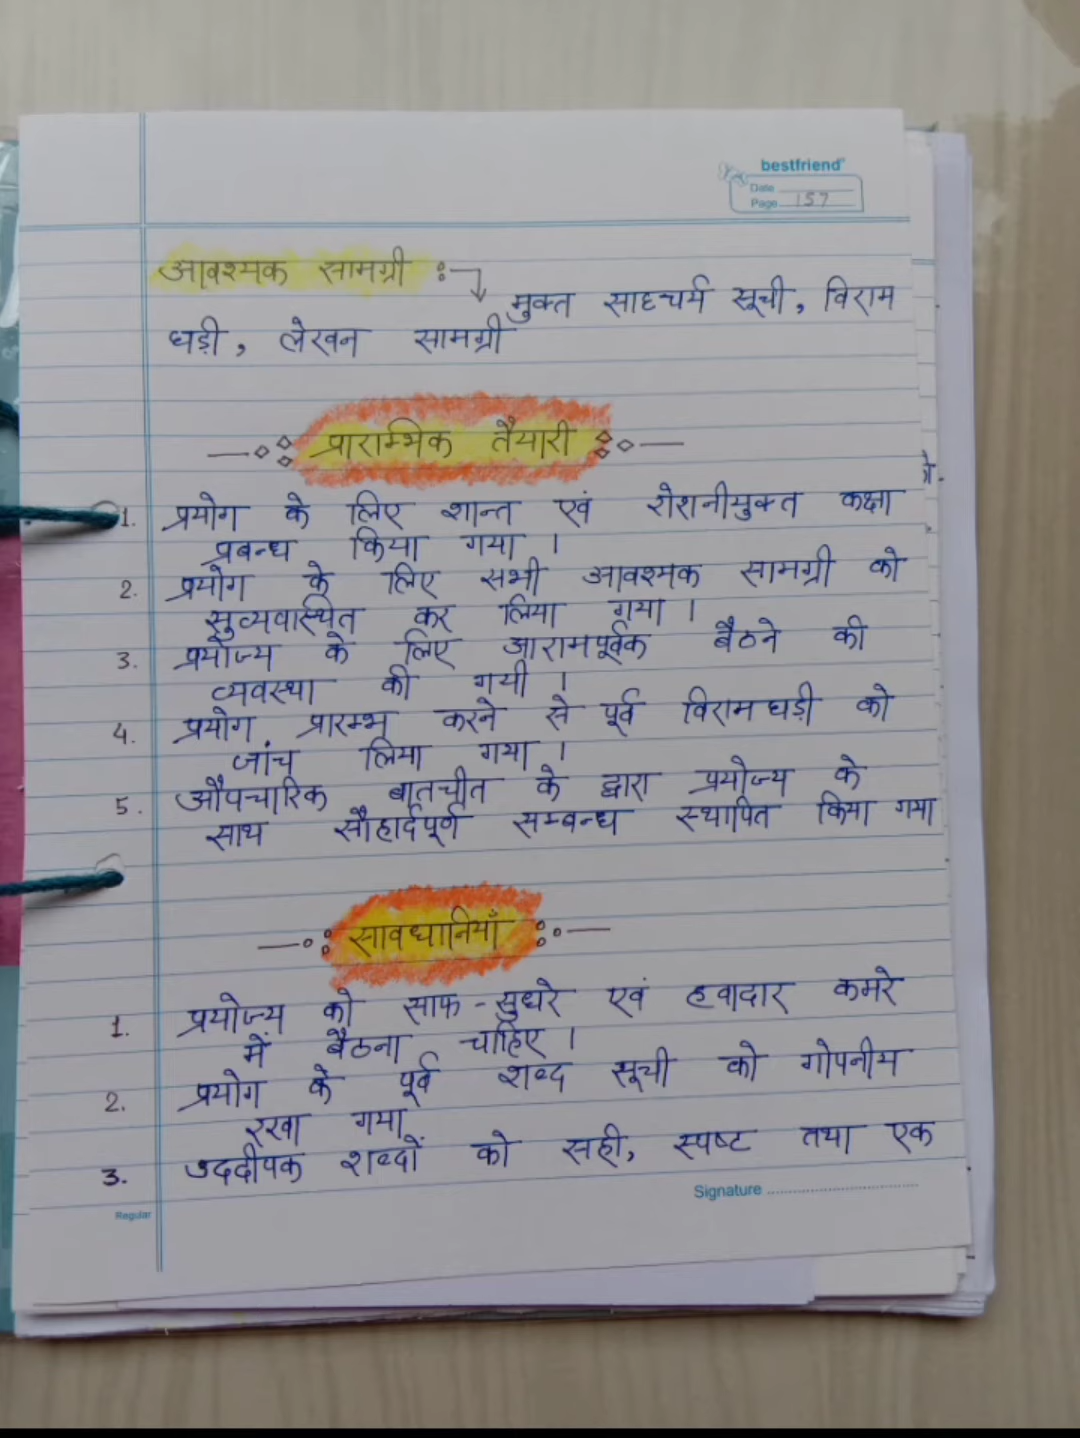 bestfriend
Date
Page 157
आवश्यक सामग्री :-
मुक्त साहचर्य सूची, विराम
घड़ी, लेखन सामग्री
प्रारम्भिक तैयारी
1. प्रयोग के लिए शान्त एवं रोशनीयुक्त कक्षा
प्रबन्ध किया गया ।
2. प्रयोग के लिए सभी आवश्यक सामग्री को
सुव्यवास्थित कर लिया गया ।
3. प्रयोज्य के लिए आरामपूर्वक बैठने की
व्यवस्था की गयी ।
4. प्रयोग प्रारम्भ करने से पूर्व विराम घड़ी को
जांच लिया गया ।
5. औपचारिक बातचीत के द्वारा प्रयोज्य के
साथ सौहार्दपूर्ण सम्बन्ध स्थापित किया गया
सावधानियाँ
1. प्रयोज्य को साफ-सुथरे एवं हवादार कमरे
में बैठना चाहिए ।
2. प्रयोग के पूर्व शब्द सूची को गोपनीय
रखा गया
3. उददीपक शब्दों को सही, स्पष्ट तथा एक
Signature
Regular